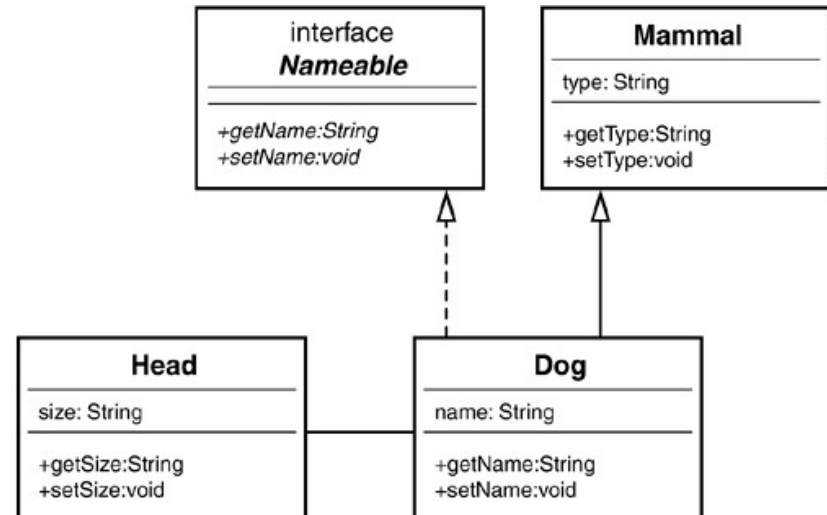 interface
Nameable
+getName:String
+setName:void
Mammal
type: String
+getType:String
+setType:void
Head
size: String
+getSize:String
+setSize:void
Dog
name: String
+getName:String
+setName:void